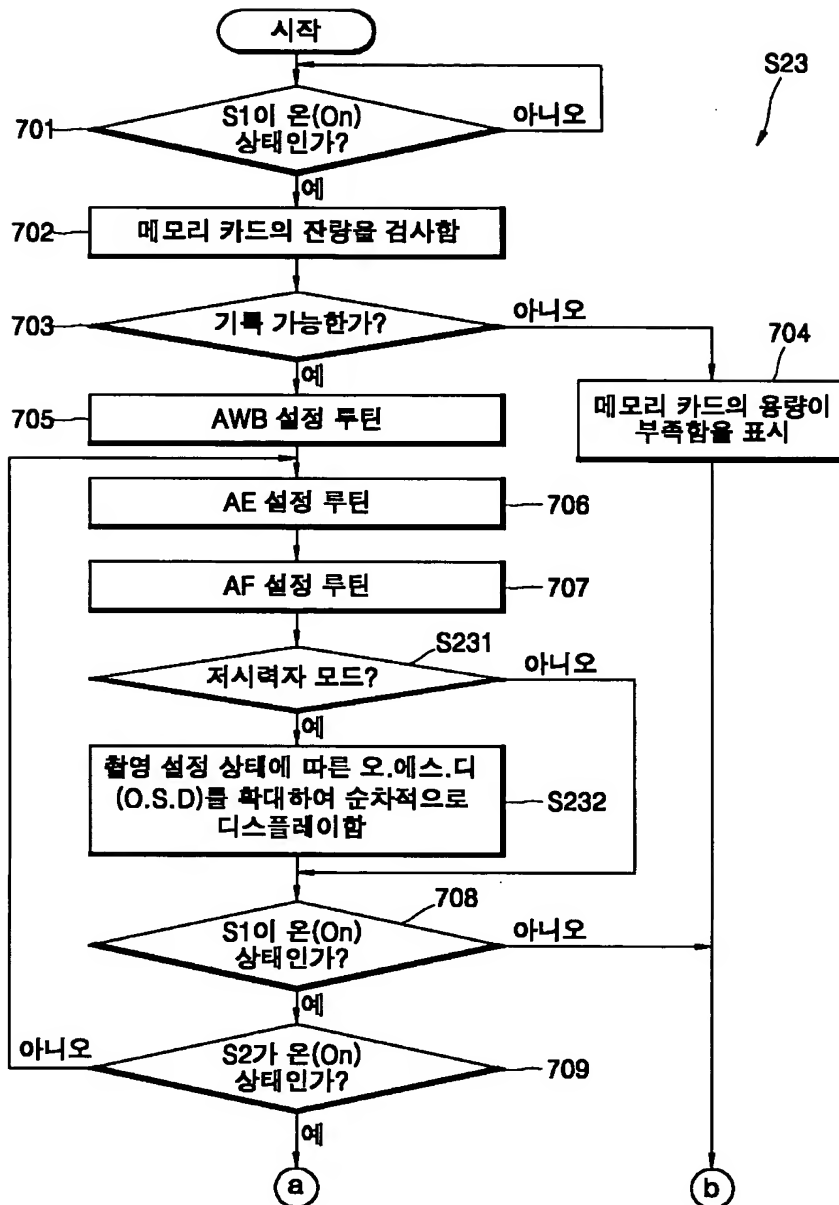 시작
S23
701
S1이 온(On)
상태인가?
아니오
예
702
메모리 카드의 잔량을 검사함
703
기록 가능한가?
아니오
예
704
메모리 카드의 용량이
부족함을 표시
705
AWB 설정 루틴
AE 설정 루틴
706
AF 설정 루틴
707
S231
저시력자 모드?
아니오
예
촬영 설정 상태에 따른 오.에스.디
(O.S.D)를 확대하여 순차적으로
디스플레이함
S232
708
S1이 온(On)
상태인가?
아니오
예
아니오
S2가 온(On)
상태인가?
709
예
a
b